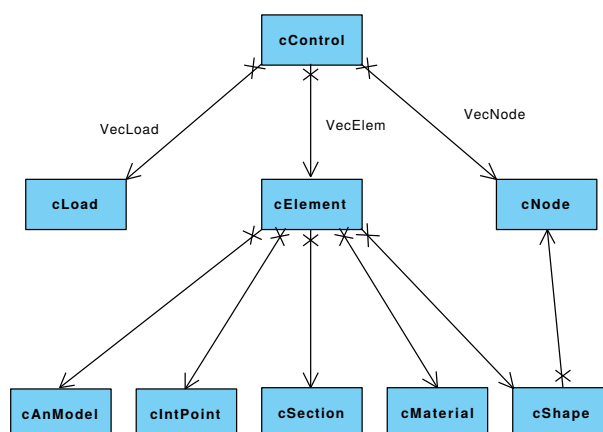 cControl
VecLoad
VecElem
VecNode
cLoad
cElement
cNode
cAnModel
cIntPoint
cSection
cMaterial
cShape